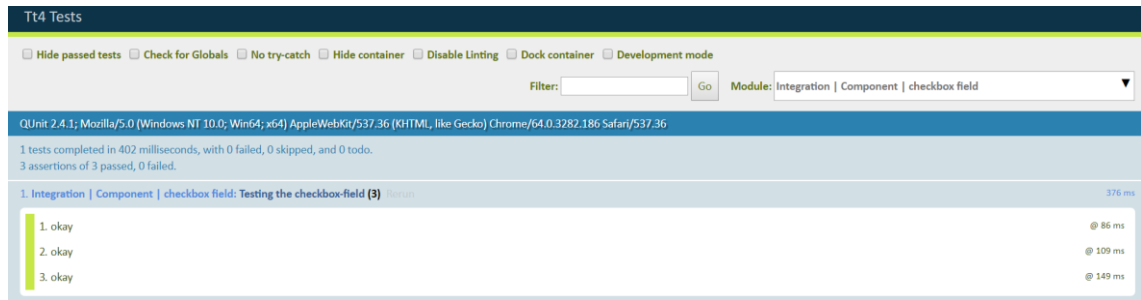 Tt4 Tests
Hide passed tests Check for Globals No try-catch Hide container Disable Linting Dock container Development mode
Filter: Go Module: Integration | Component | checkbox field
QUnit 2.4.1; Mozilla/5.0 (Windows NT 10.0; Win64; x64) AppleWebKit/537.36 (KHTML, like Gecko) Chrome/64.0.3282.186 Safari/537.36
1 tests completed in 402 milliseconds, with 0 failed, 0 skipped, and 0 todo.
3 assertions of 3 passed, 0 failed.
1. Integration | Component | checkbox field: Testing the checkbox-field (3) Rerun 376 ms
1. okay @ 86 ms
2. okay @ 109 ms
3. okay @ 149 ms